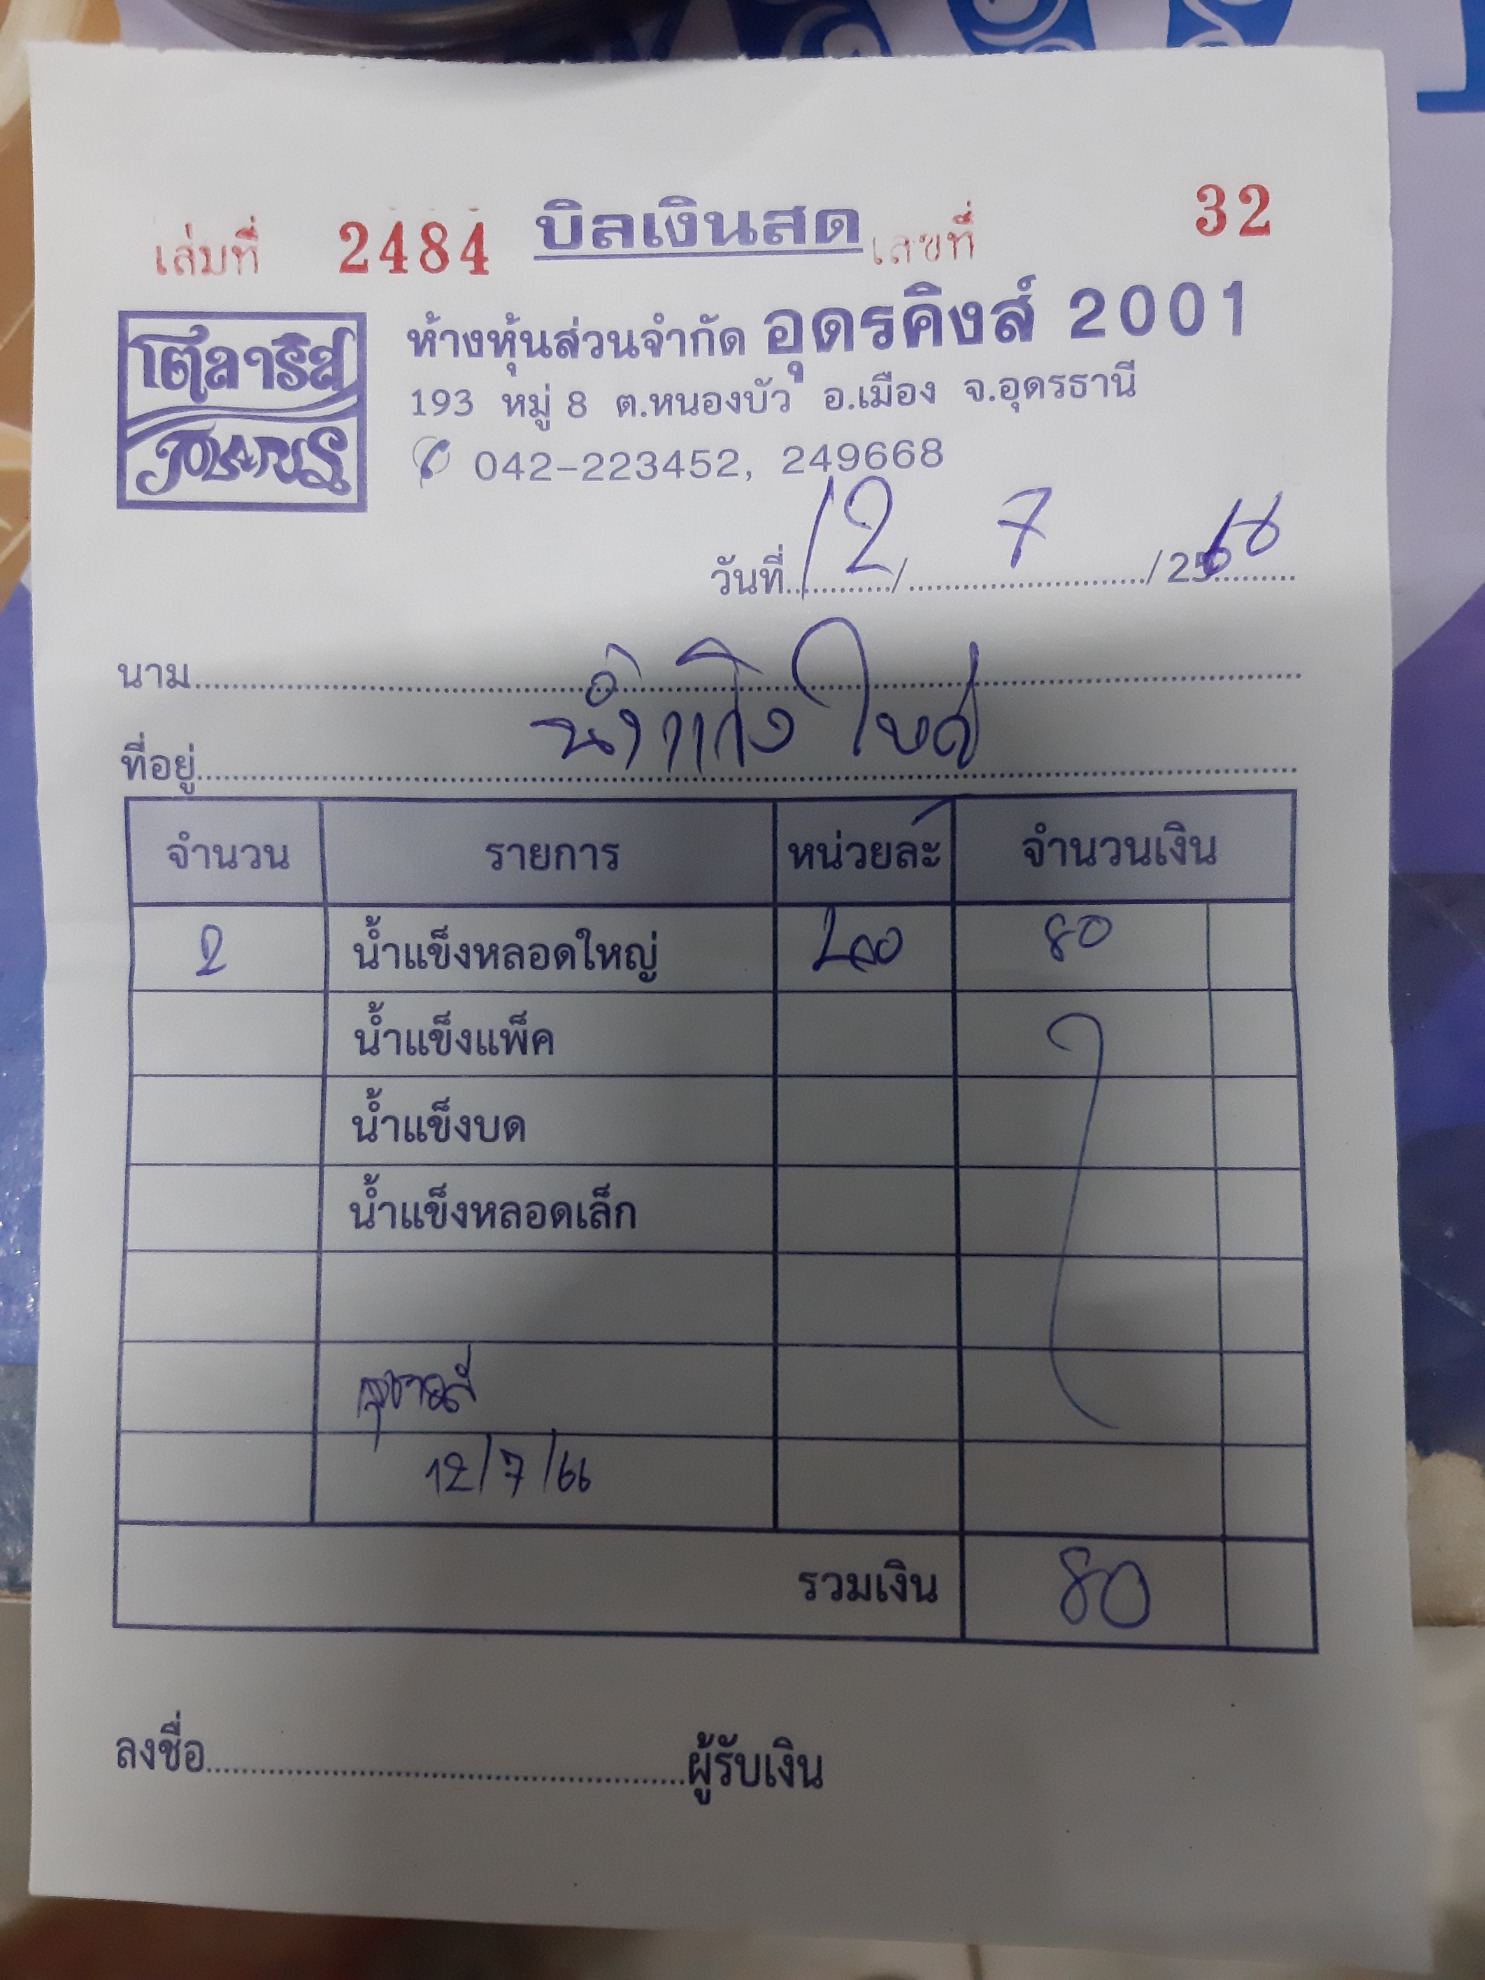 เล่มที่ 2484 บิลเงินสด เลขที่ 32
โตลาริส
ห้างหุ้นส่วนจำกัด อุดรคิงส์ 2001
193 หมู่ 8 ต.หนองบัว อ.เมือง จ.อุดรธานี
042-223452, 249668
วันที่ 12 / 7 / 2566
นาม
น้ำแข็งใหญ่
ที่อยู่
จำนวน รายการ หน่วยละ จำนวนเงิน
2 น้ำแข็งหลอดใหญ่ 80
น้ำแข็งแพ็ค
น้ำแข็งบด
น้ำแข็งหลอดเล็ก
12/7/66
รวมเงิน 80
ลงชื่อ ผู้รับเงิน